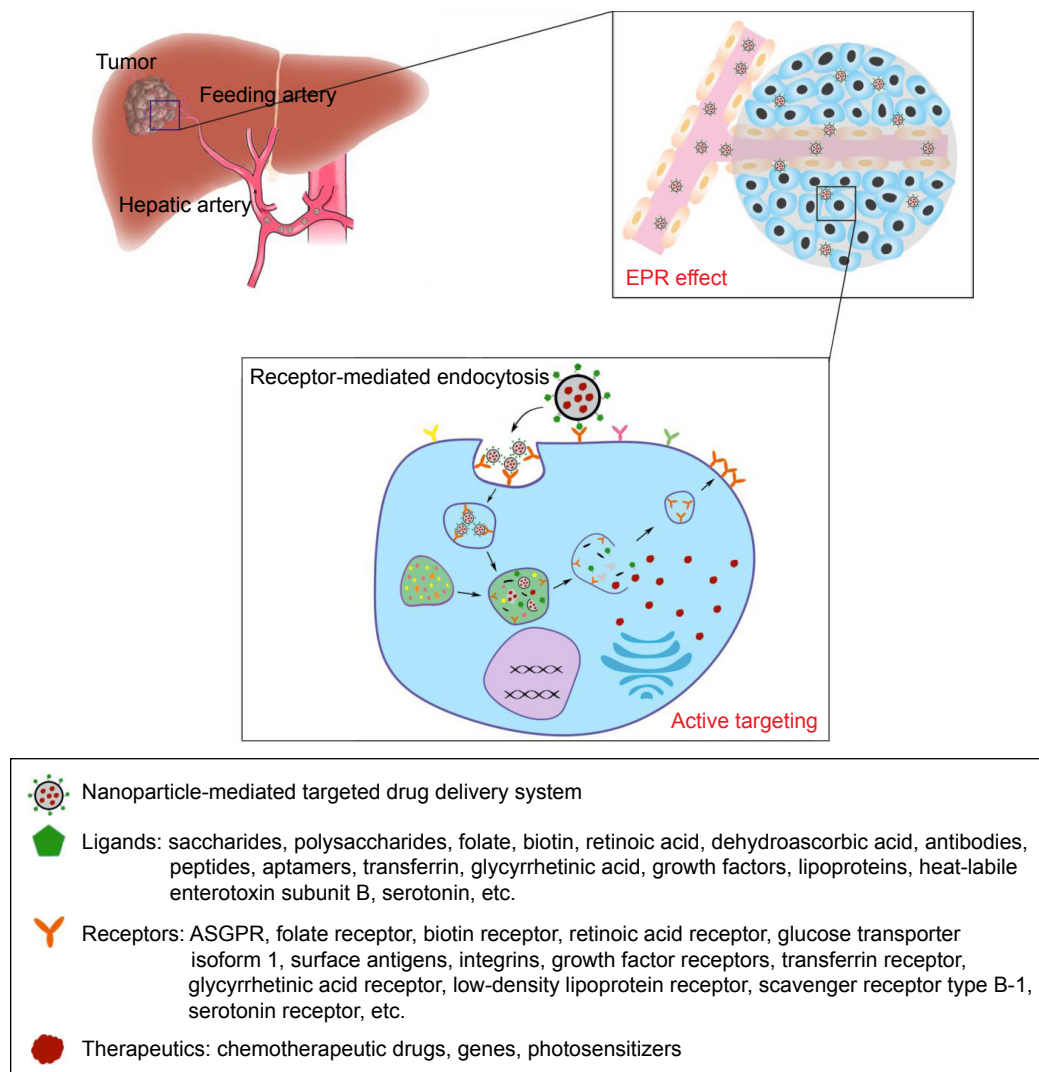 Tumor
Feeding artery
Hepatic artery
EPR effect
Receptor-mediated endocytosis
Active targeting
Nanoparticle-mediated targeted drug delivery system
Ligands: saccharides, polysaccharides, folate, biotin, retinoic acid, dehydroascorbic acid, antibodies,
peptides, aptamers, transferrin, glycyrrhetinic acid, growth factors, lipoproteins, heat-labile
enterotoxin subunit B, serotonin, etc.
Receptors: ASGPR, folate receptor, biotin receptor, retinoic acid receptor, glucose transporter
isoform 1, surface antigens, integrins, growth factor receptors, transferrin receptor,
glycyrrhetinic acid receptor, low-density lipoprotein receptor, scavenger receptor type B-1,
serotonin receptor, etc.
Therapeutics: chemotherapeutic drugs, genes, photosensitizers